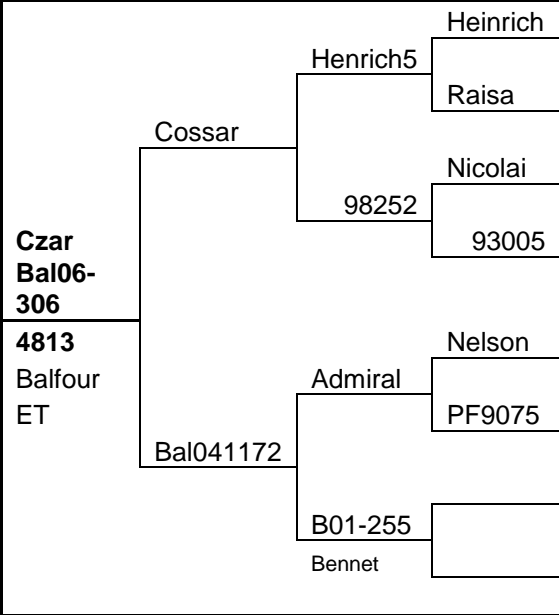 Heinrich
Henrich5
Raisa
Cossar
Nicolai
98252
93005
Czar
Bal06-
306
4813
Balfour
ET
Nelson
Admiral
PF9075
Bal041172
B01-255
Bennet